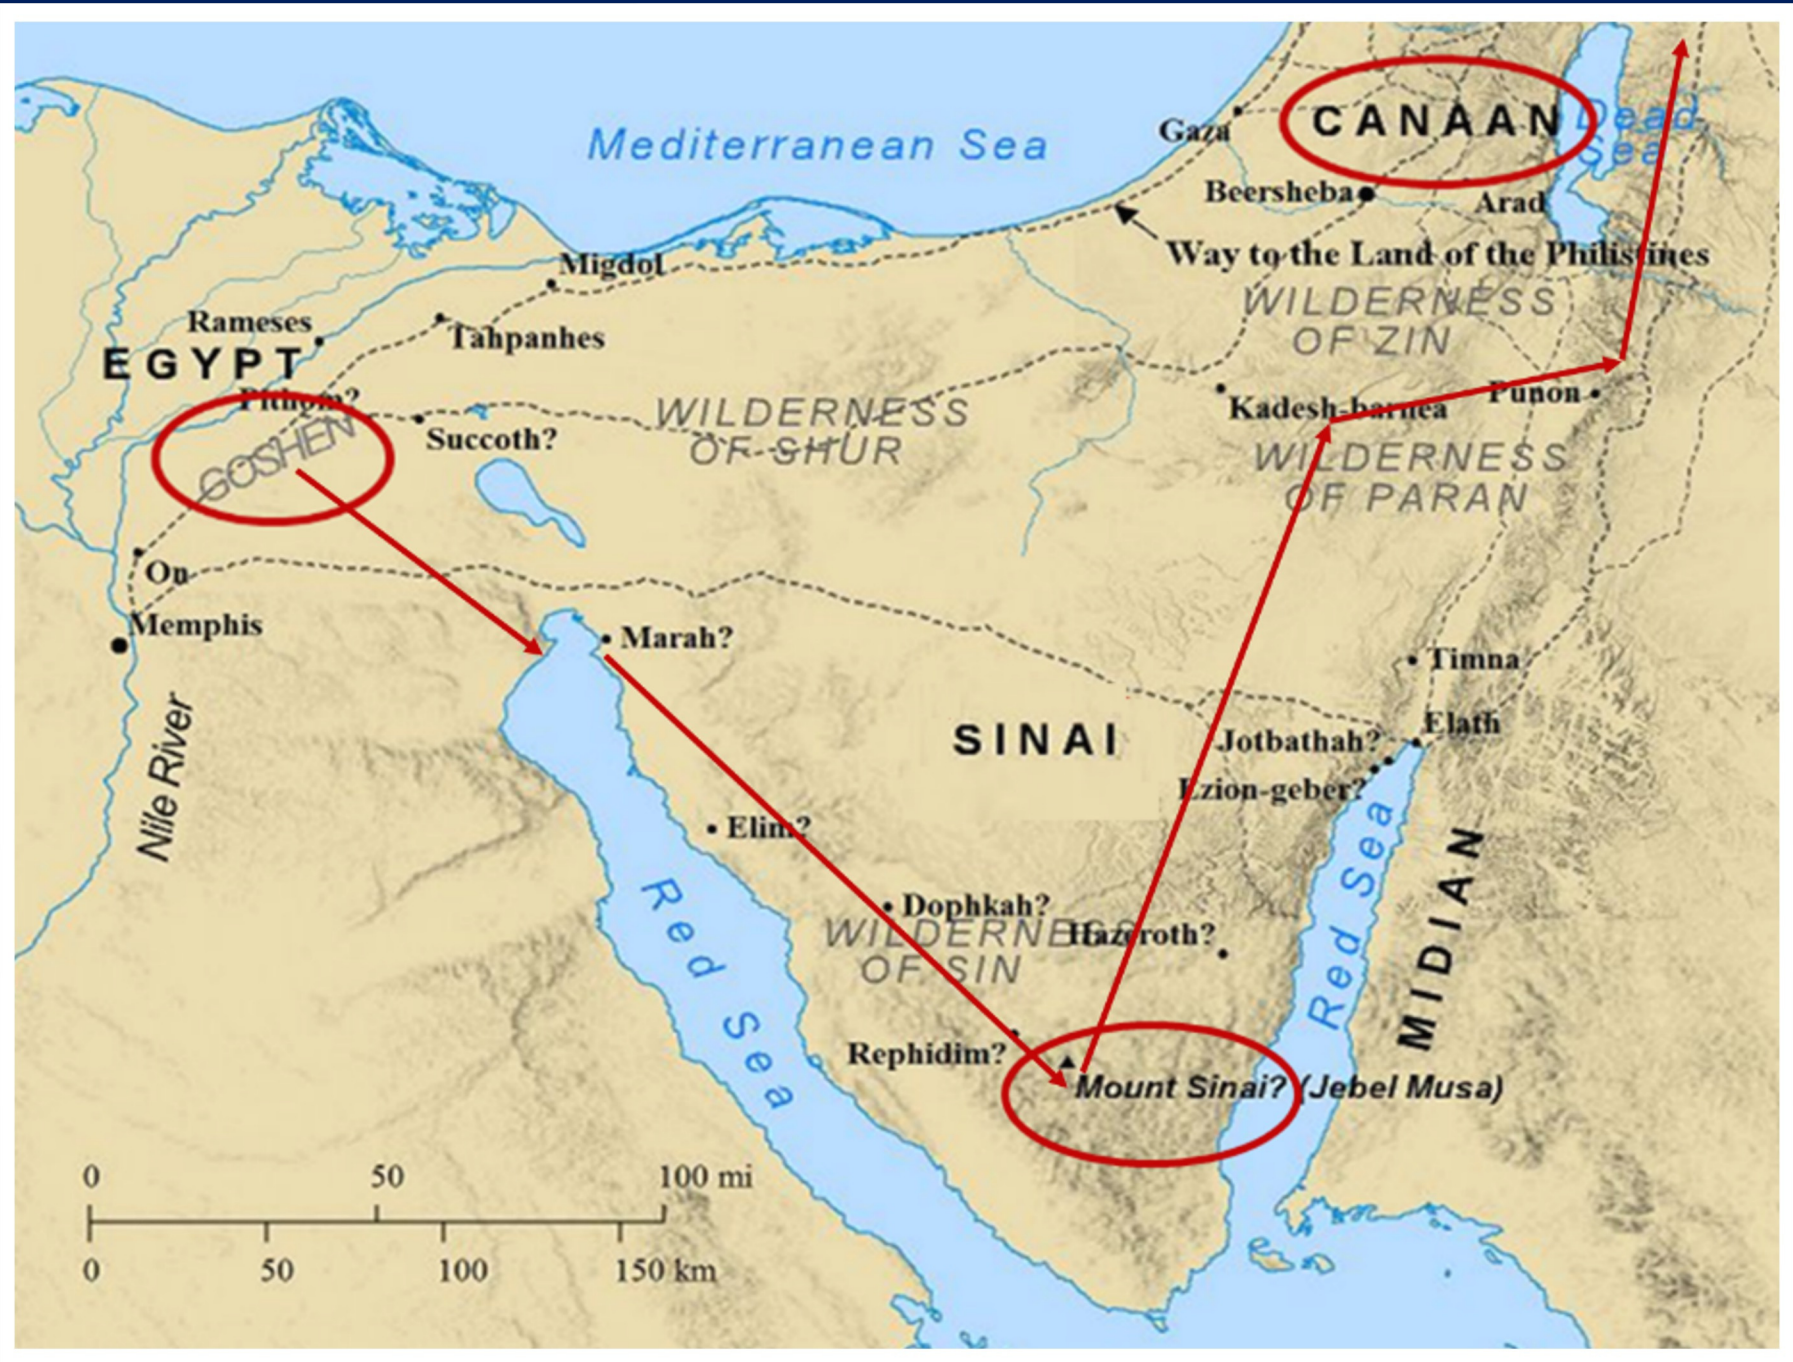 CANAAN
Dead
Sea
Gaza
Mediterranean Sea
Beersheba
Arad
Way to the Land of the Philistines
Migdol
WILDERNESS
OF ZIN
Rameses
Tahpanhes
EGYPT
Pithom?
Kadesh-barnea
Punon
WILDERNESS
OF SHUR
Succoth?
GOSHEN
WILDERNESS
OF PARAN
On
Memphis
Marah?
Timna
Elath
SINAI
Jotbathah?
Ezion-geber?
Nile River
Elim?
Red Sea
Red Sea
MIDIAN
Dophkah?
WILDERNESS
OF SIN
Hazeroth?
Rephidim?
Mount Sinai? (Jebel Musa)
0 50 100 mi
0 50 100 150 km